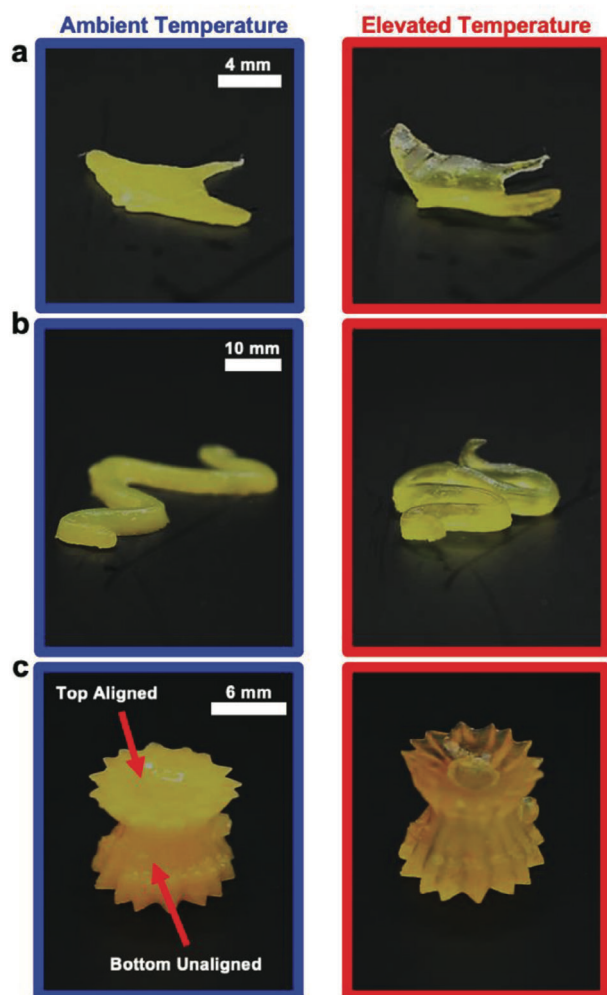 Ambient Temperature
Elevated Temperature
a
4 mm
b
10 mm
c
Top Aligned
6 mm
Bottom Unaligned